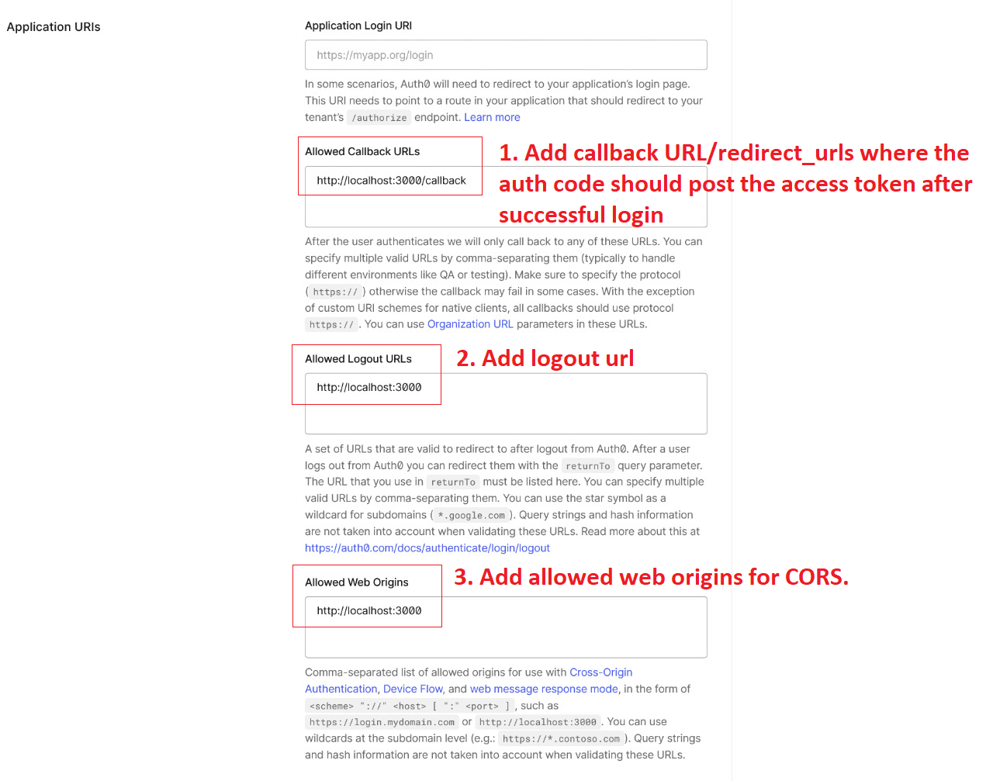 Application URIs
Application Login URI
https://myapp.org/login
In some scenarios, Auth0 will need to redirect to your application's login page.
This URI needs to point to a route in your application that should redirect to your
tenant's /authorize endpoint. Learn more
Allowed Callback URLs
http://localhost:3000/callback
1. Add callback URL/redirect_urls where the
auth code should post the access token after
successful login
After the user authenticates we will only call back to any of these URLs. You can
specify multiple valid URLs by comma-separating them (typically to handle
different environments like QA or testing). Make sure to specify the protocol
( https:// ) otherwise the callback may fail in some cases. With the exception
of custom URI schemes for native clients, all callbacks should use protocol
https:// . You can use Organization URL parameters in these URLs.
Allowed Logout URLs
2. Add logout url
http://localhost:3000
A set of URLs that are valid to redirect to after logout from Auth0. After a user
logs out from Auth0 you can redirect them with the returnTo query parameter.
The URL that you use in returnTo must be listed here. You can specify multiple
valid URLs by comma-separating them. You can use the star symbol as a
wildcard for subdomains ( *.google.com ). Query strings and hash information
are not taken into account when validating these URLs. Read more about this at
https://auth0.com/docs/authenticate/login/logout
Allowed Web Origins
3. Add allowed web origins for CORS.
http://localhost:3000
Comma-separated list of allowed origins for use with Cross-Origin
Authentication, Device Flow, and web message response mode, in the form of
<scheme> "://" <host> [ ":" <port> ] , such as
https://login.mydomain.com or http://localhost:3000 . You can use
wildcards at the subdomain level (e.g.: https://*.contoso.com ). Query strings
and hash information are not taken into account when validating these URLs.